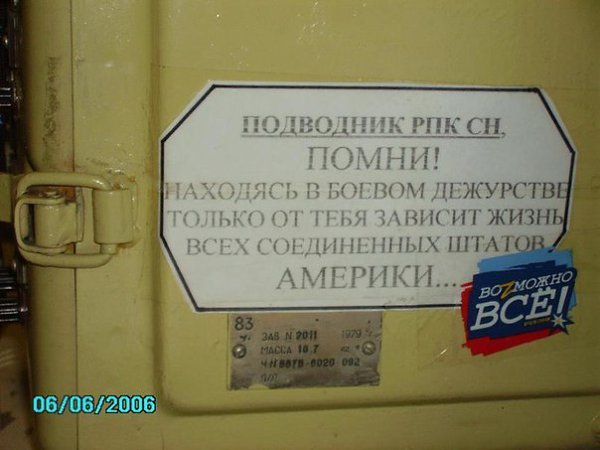 ПОДВОДНИК РПК СН,
ПОМНИ!
НАХОДЯСЬ В БОЕВОМ ДЕЖУРСТВЕ
ТОЛЬКО ОТ ТЕБЯ ЗАВИСИТ ЖИЗНЬ
ВСЕХ СОЕДИНЕННЫХ ШТАТОВ
АМЕРИКИ...
ВОZМОЖНО
ВСЁ!
83
ЗАВ N 2011 1979
МАССА 10,7
06/06/2006